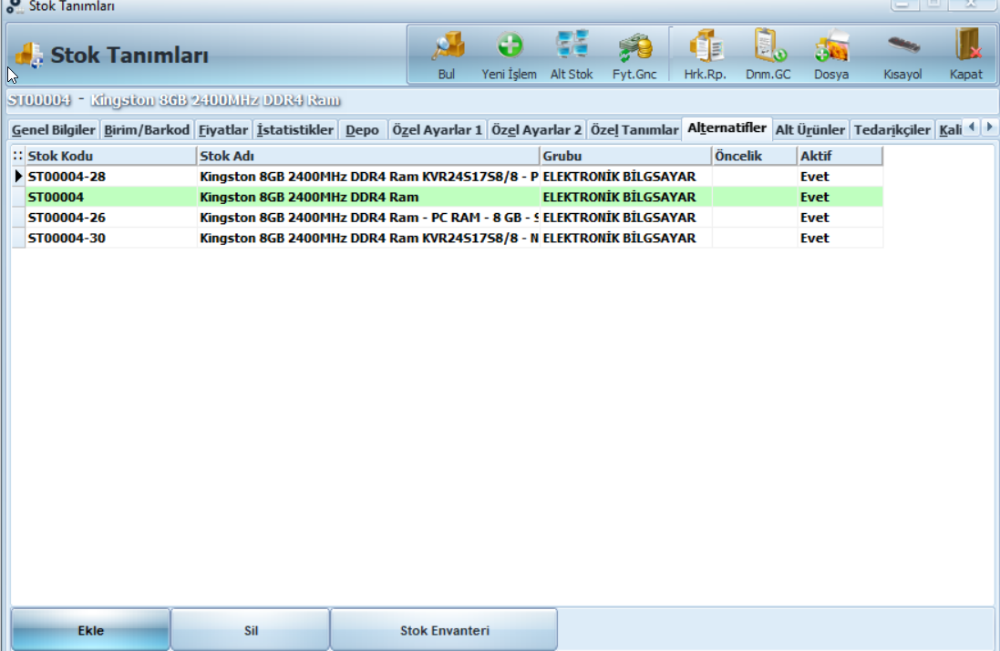 Stok Tanımları
Stok Tanımları
Bul Yeni İşlem Alt Stok Fyt.Gnc Hrk.Rp. Dnm.GC Dosya Kısayol Kapat
ST00004 - Kingston 8GB 2400MHz DDR4 Ram
Genel Bilgiler Birim/Barkod Fiyatlar İstatistikler Depo Özel Ayarlar 1 Özel Ayarlar 2 Özel Tanımlar Alternatifler Alt Ürünler Tedarikçiler Kali
Stok Kodu Stok Adı Grubu Öncelik Aktif
ST00004-28 Kingston 8GB 2400MHz DDR4 Ram KVR24S17S8/8 - P ELEKTRONİK BİLGSAYAR Evet
ST00004 Kingston 8GB 2400MHz DDR4 Ram ELEKTRONİK BİLGSAYAR Evet
ST00004-26 Kingston 8GB 2400MHz DDR4 Ram - PC RAM - 8 GB - S ELEKTRONİK BİLGSAYAR Evet
ST00004-30 Kingston 8GB 2400MHz DDR4 Ram KVR24S17S8/8 - N ELEKTRONİK BİLGSAYAR Evet
Ekle Sil Stok Envanteri